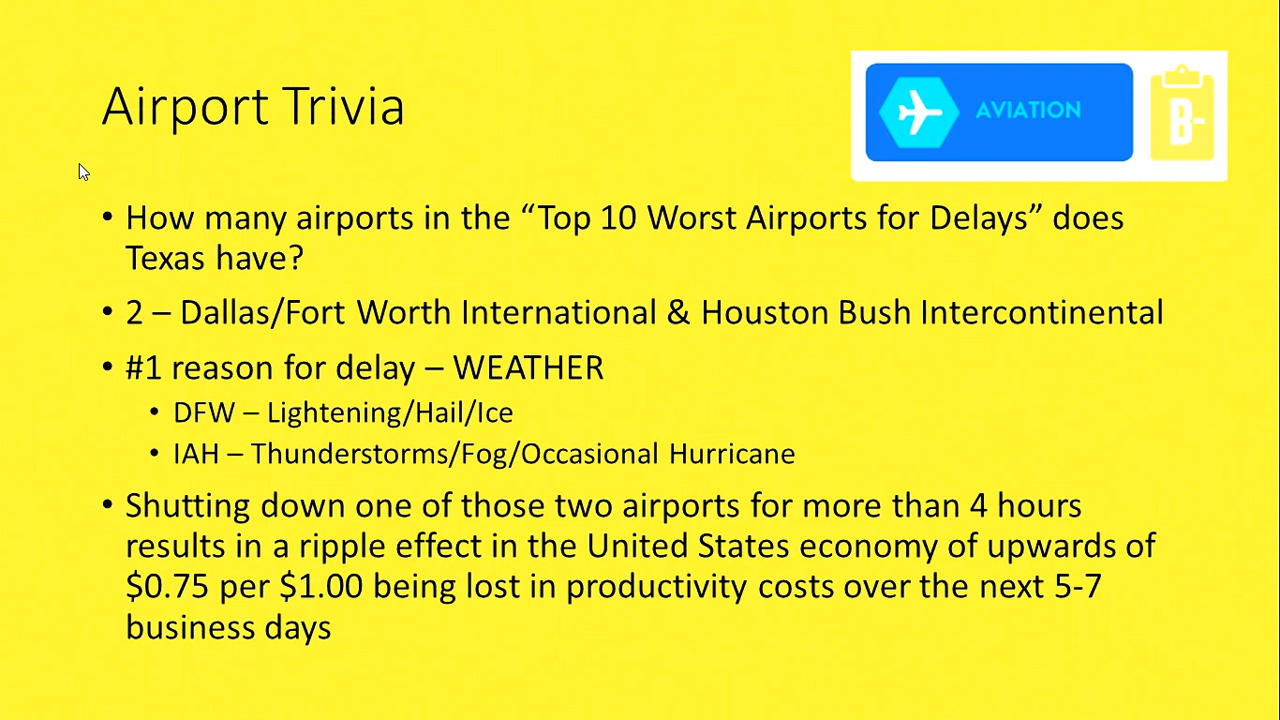 Airport Trivia
AVIATION
B-
• How many airports in the “Top 10 Worst Airports for Delays” does
Texas have?
• 2 – Dallas/Fort Worth International & Houston Bush Intercontinental
• #1 reason for delay – WEATHER
• DFW – Lightening/Hail/Ice
• IAH – Thunderstorms/Fog/Occasional Hurricane
• Shutting down one of those two airports for more than 4 hours
results in a ripple effect in the United States economy of upwards of
$0.75 per $1.00 being lost in productivity costs over the next 5-7
business days